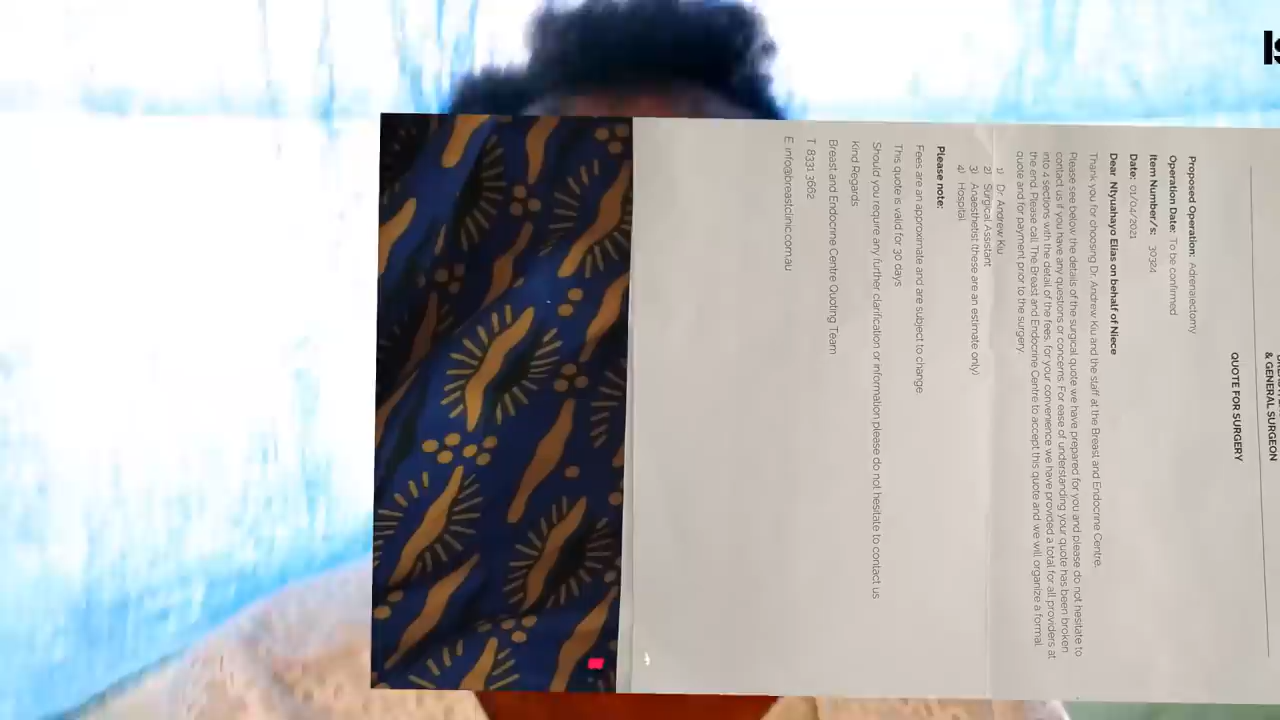 & GENERAL SURGEON
QUOTE FOR SURGERY
Proposed Operation: Adrenalectomy
Operation Date: To be confirmed
Item Number/s: 30324
Date: 01/04/2021
Dear Ntyuahayo Elias on behalf of Niece
Thank you for choosing Dr. Andrew Kiu and the staff at the Breast and Endocrine Centre.
Please see below the details of the surgical quote we have prepared for you and please do not hesitate to
contact us if you have any questions or concerns. For ease of understanding your quote has been broken
into 4 sections with the detail of the fees, for your convenience we have provided a total for all providers at
the end. Please call The Breast and Endocrine Centre to accept this quote and we will organize a formal
quote and for payment prior to the surgery.
1) Dr Andrew Kiu
2) Surgical Assistant
3) Anaesthetist (these are an estimate only)
4) Hospital
Please note:
Fees are an approximate and are subject to change
This quote is valid for 30 days
Should you require any further clarification or information please do not hesitate to contact us
Kind Regards
Breast and Endocrine Centre Quoting Team
T 8331 3662
E info@breastclinic.com.au